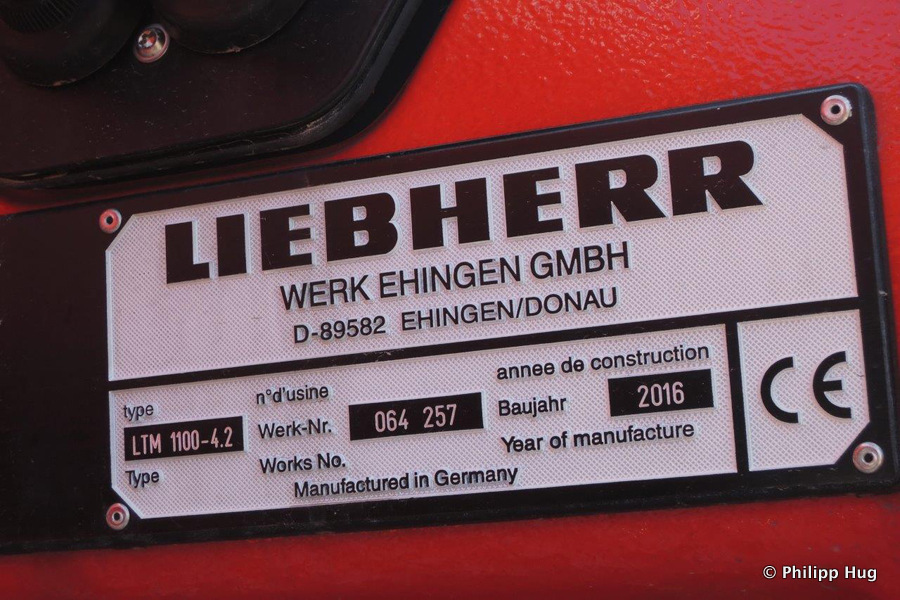 LIEBHERR
WERK EHINGEN GMBH
D-89582 EHINGEN/DONAU
type
LTM 1100-4.2
Type
n°d'usine
Werk-Nr. 064 257
Works No.
annee de construction
Baujahr 2016
Year of manufacture
Manufactured in Germany
CE
© Philipp Hug